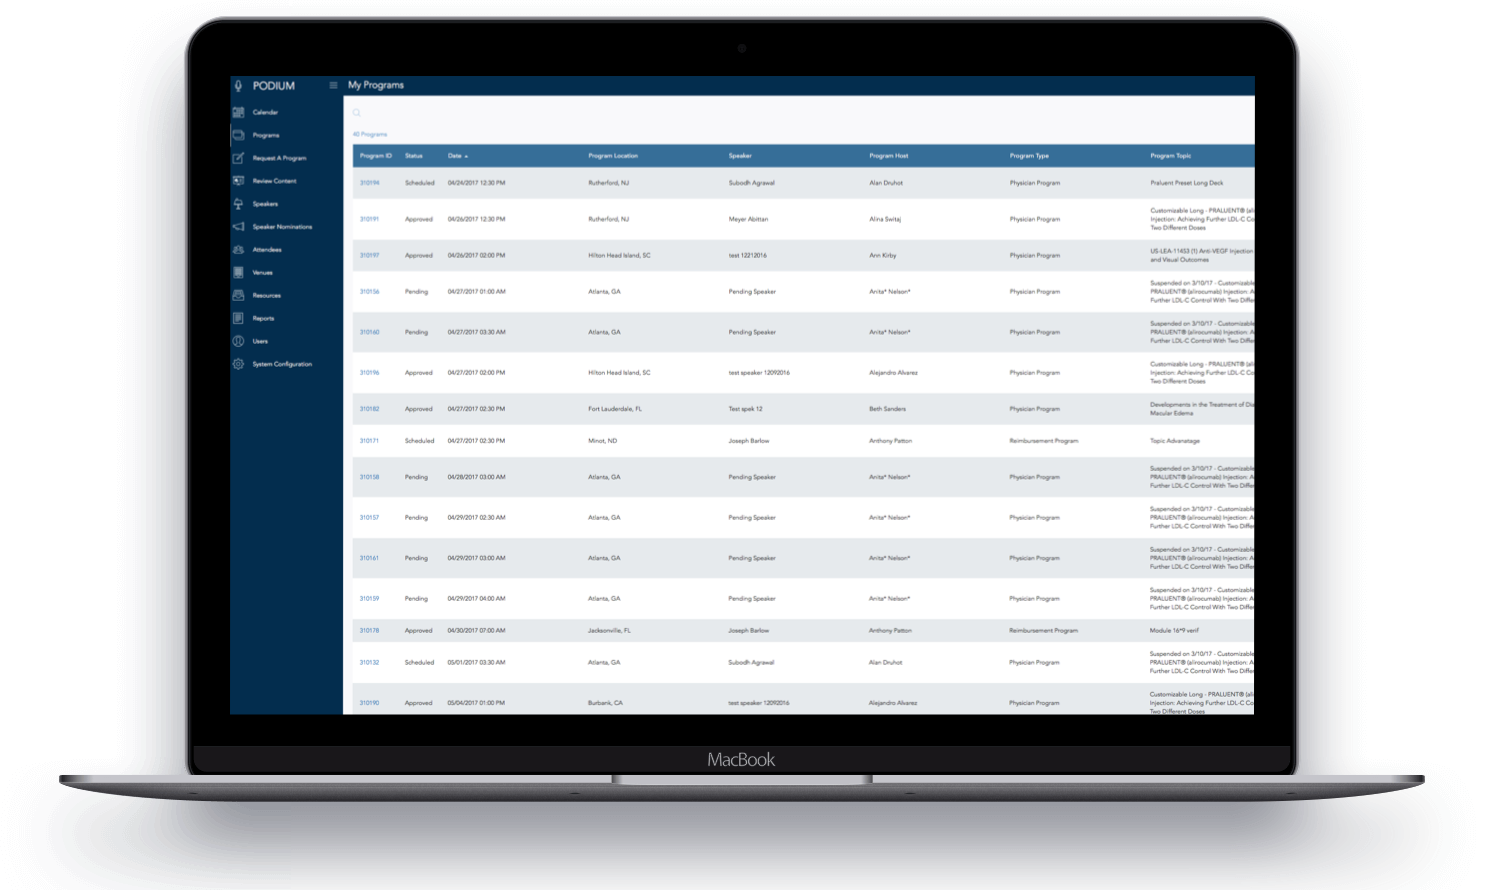 PODIUM
My Programs
Calendar
Programs
Request A Program
Review Content
Speakers
Speaker Nominations
Attendees
Venues
Resources
Reports
Users
System Configuration
40 Programs
Program ID Status Date Program Location Speaker Program Host Program Type Program Topic
310194 Scheduled 04/24/2017 12:30 PM Rutherford, NJ Subodh Agrawal Alan Druhot Physician Program Praluent Preset Long Deck
310191 Approved 04/26/2017 12:30 PM Rutherford, NJ Meyer Abittan Alina Switaj Physician Program Customizable Long - PRALUENT® (ali
Injection: Achieving Further LDL-C Co
Two Different Doses
310197 Approved 04/26/2017 02:00 PM Hilton Head Island, SC test 12212016 Ann Kirby Physician Program US-LEA-11453 (1) Anti-VEGF Injection
and Visual Outcomes
310156 Pending 04/27/2017 01:00 AM Atlanta, GA Pending Speaker Anita* Nelson* Physician Program Suspended on 3/10/17 - Customizable
PRALUENT® (alirocumab) Injection: A
Further LDL-C Control With Two Differ
310160 Pending 04/27/2017 03:30 AM Atlanta, GA Pending Speaker Anita* Nelson* Physician Program Suspended on 3/10/17 - Customizable
PRALUENT® (alirocumab) Injection: A
Further LDL-C Control With Two Differ
310196 Approved 04/27/2017 02:00 PM Hilton Head Island, SC test speaker 12092016 Alejandro Alvarez Physician Program Customizable Long - PRALUENT® (ali
Injection: Achieving Further LDL-C Co
Two Different Doses
310182 Approved 04/27/2017 02:30 PM Fort Lauderdale, FL Test spek 12 Beth Sanders Physician Program Developments in the Treatment of Dia
Macular Edema
310171 Scheduled 04/27/2017 02:30 PM Minot, ND Joseph Barlow Anthony Patton Reimbursement Program Topic Advanatage
310158 Pending 04/28/2017 03:00 AM Atlanta, GA Pending Speaker Anita* Nelson* Physician Program Suspended on 3/10/17 - Customizable
PRALUENT® (alirocumab) Injection: A
Further LDL-C Control With Two Differ
310157 Pending 04/29/2017 02:30 AM Atlanta, GA Pending Speaker Anita* Nelson* Physician Program Suspended on 3/10/17 - Customizable
PRALUENT® (alirocumab) Injection: A
Further LDL-C Control With Two Differ
310161 Pending 04/29/2017 03:00 AM Atlanta, GA Pending Speaker Anita* Nelson* Physician Program Suspended on 3/10/17 - Customizable
PRALUENT® (alirocumab) Injection: A
Further LDL-C Control With Two Differ
310159 Pending 04/29/2017 04:00 AM Atlanta, GA Pending Speaker Anita* Nelson* Physician Program Suspended on 3/10/17 - Customizable
PRALUENT® (alirocumab) Injection: A
Further LDL-C Control With Two Differ
310178 Approved 04/30/2017 07:00 AM Jacksonville, FL Joseph Barlow Anthony Patton Reimbursement Program Module 16*9 verif
310132 Scheduled 05/01/2017 03:30 AM Atlanta, GA Subodh Agrawal Alan Druhot Physician Program Suspended on 3/10/17 - Customizable
PRALUENT® (alirocumab) Injection: A
Further LDL-C Control With Two Differ
310190 Approved 05/04/2017 01:00 PM Burbank, CA test speaker 12092016 Alejandro Alvarez Physician Program Customizable Long - PRALUENT® (ali
Injection: Achieving Further LDL-C Co
Two Different Doses
MacBook